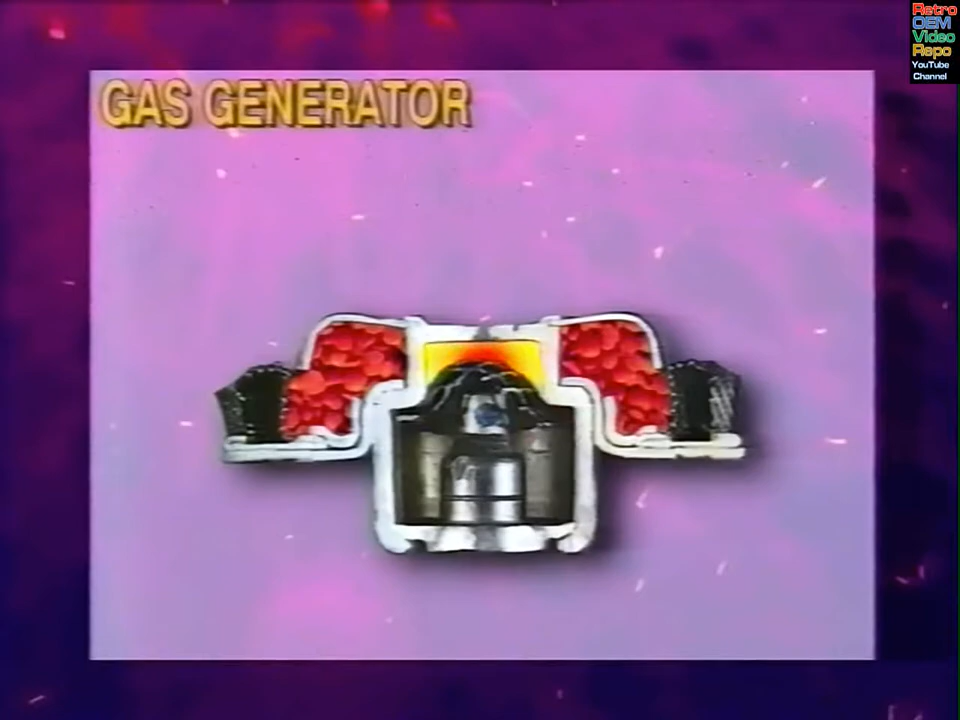 GAS GENERATOR
Retro
OEM
Video
Repo
YouTube
Channel